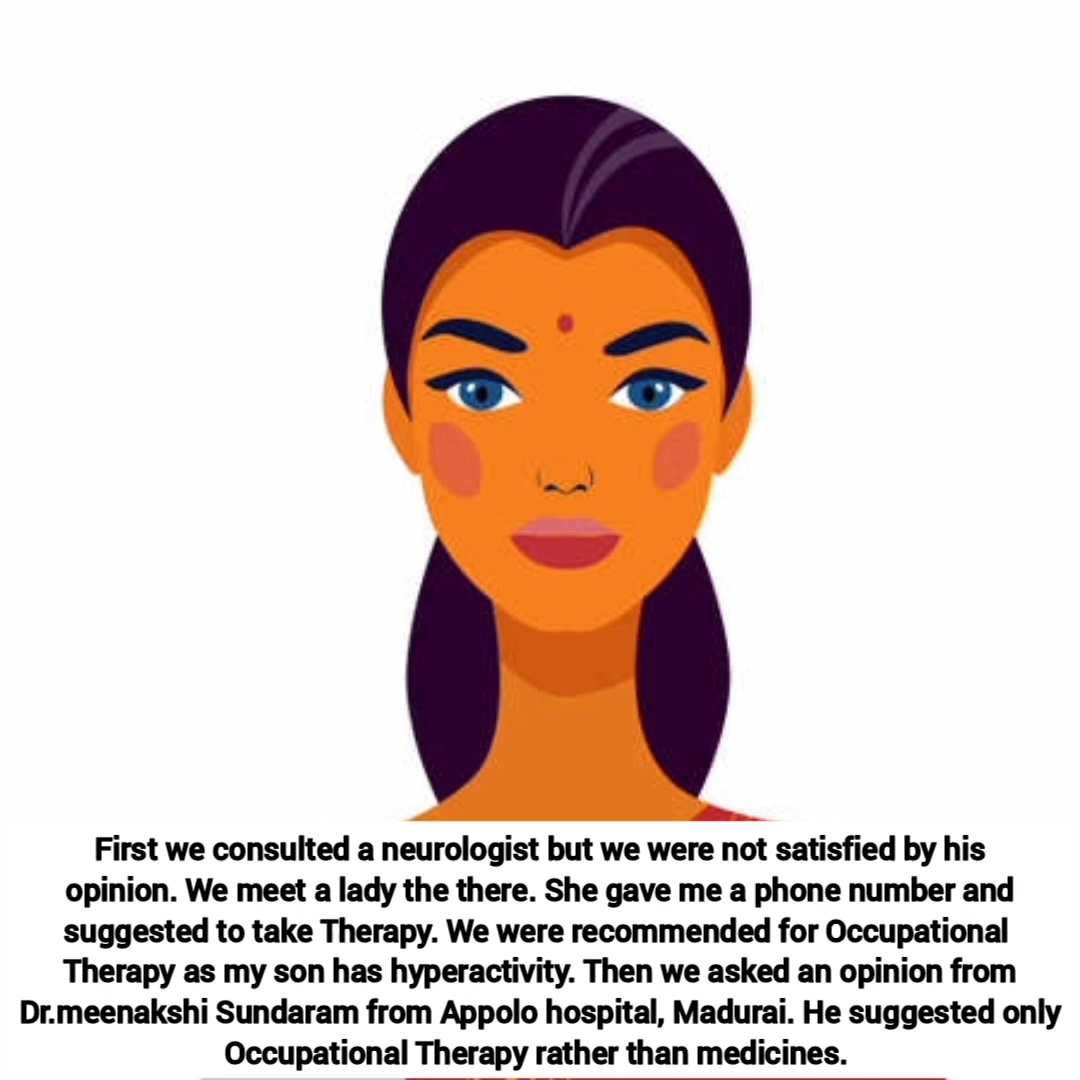 First we consulted a neurologist but we were not satisfied by his
opinion. We meet a lady the there. She gave me a phone number and
suggested to take Therapy. We were recommended for Occupational
Therapy as my son has hyperactivity. Then we asked an opinion from
Dr.meenakshi Sundaram from Appolo hospital, Madurai. He suggested only
Occupational Therapy rather than medicines.